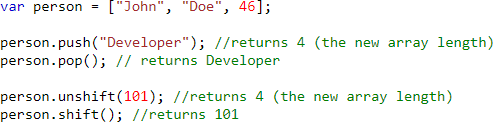 var person = ["John", "Doe", 46];
person.push("Developer"); //returns 4 (the new array length)
person.pop(); // returns Developer
person.unshift(101); //returns 4 (the new array length)
person.shift(); //returns 101